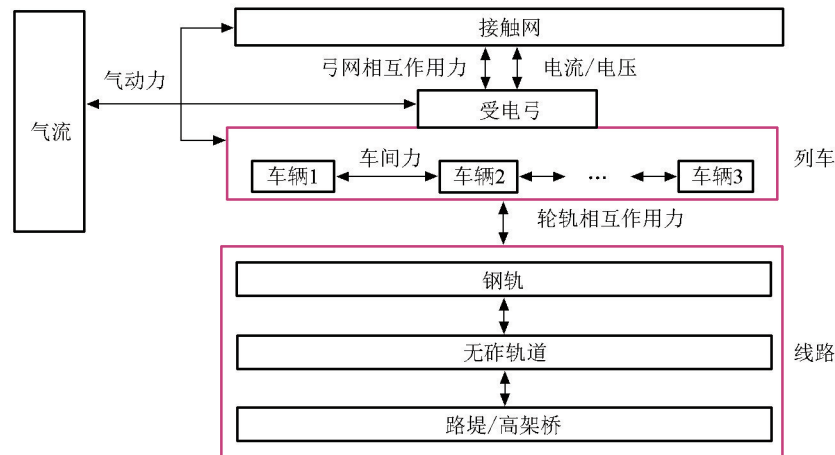 接触网
弓网相互作用力
电流/电压
气动力
受电弓
气流
列车
车间力
车辆1
车辆2
...
车辆3
轮轨相互作用力
钢轨
无砟轨道
线路
路堤/高架桥